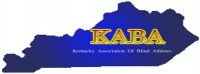 KABA
Kentucky Association Of Blind Athletes